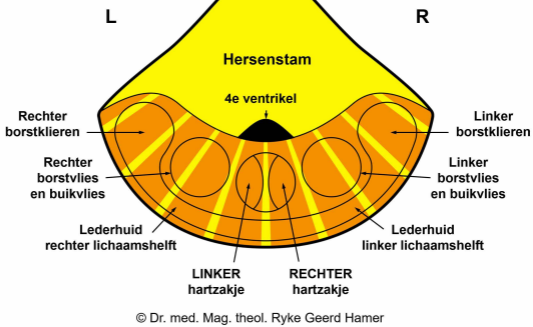 L
R
Hersenstam
4e ventrikel
Rechter
borstklieren
Linker
borstklieren
Rechter
borstvlies
en buikvlies
Linker
borstvlies
en buikvlies
Lederhuid
rechter lichaamshelft
Lederhuid
linker lichaamshelft
LINKER
hartzakje
RECHTER
hartzakje
© Dr. med. Mag. theol. Ryke Geerd Hamer